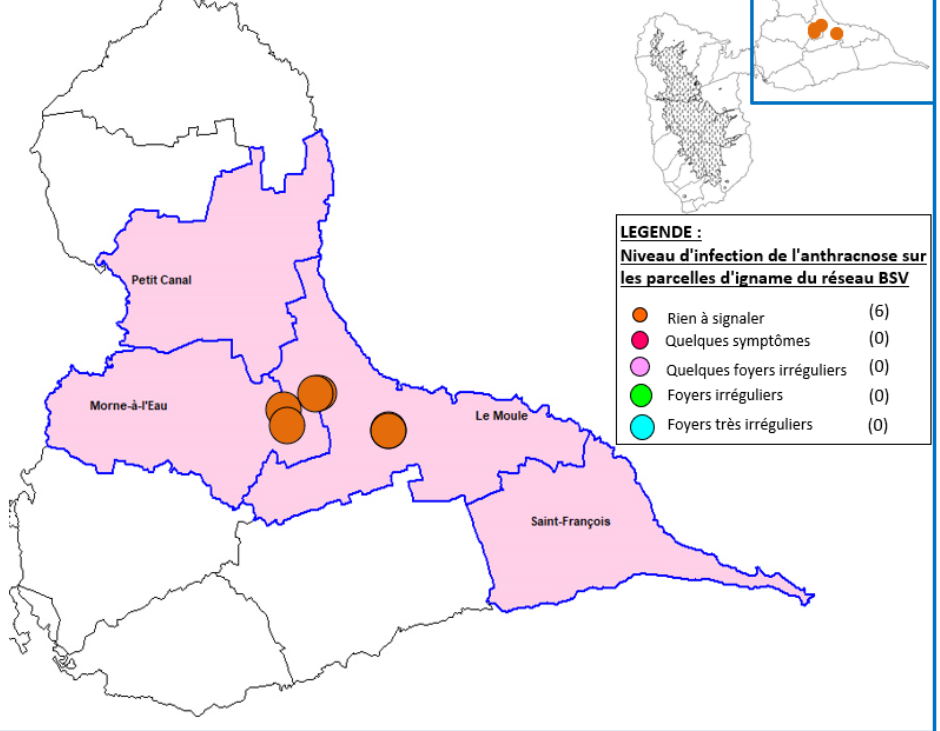 Petit Canal
Morne-à-l'Eau
Le Moule
Saint-François
LEGENDE :
Niveau d'infection de l'anthracnose sur
les parcelles d'igname du réseau BSV
Rien à signaler (6)
Quelques symptômes (0)
Quelques foyers irréguliers (0)
Foyers irréguliers (0)
Foyers très irréguliers (0)